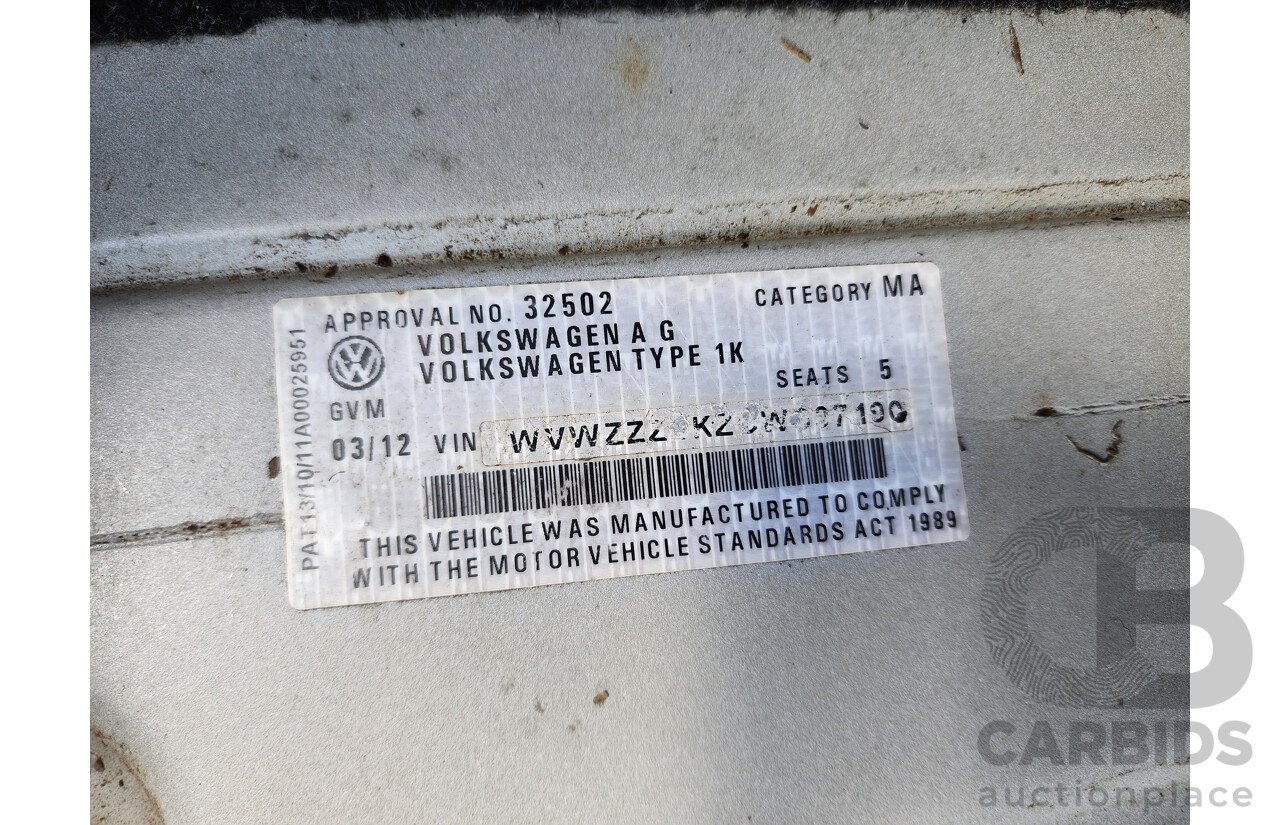 APPROVAL NO. 32502
CATEGORY MA
VOLKSWAGEN A G
VOLKSWAGEN TYPE 1K
SEATS 5
GVM
03/12 VIN
THIS VEHICLE WAS MANUFACTURED TO COMPLY
WITH THE MOTOR VEHICLE STANDARDS ACT 1989
PAT13/10/11A00025951
CB
CARBIDS
auctionplace